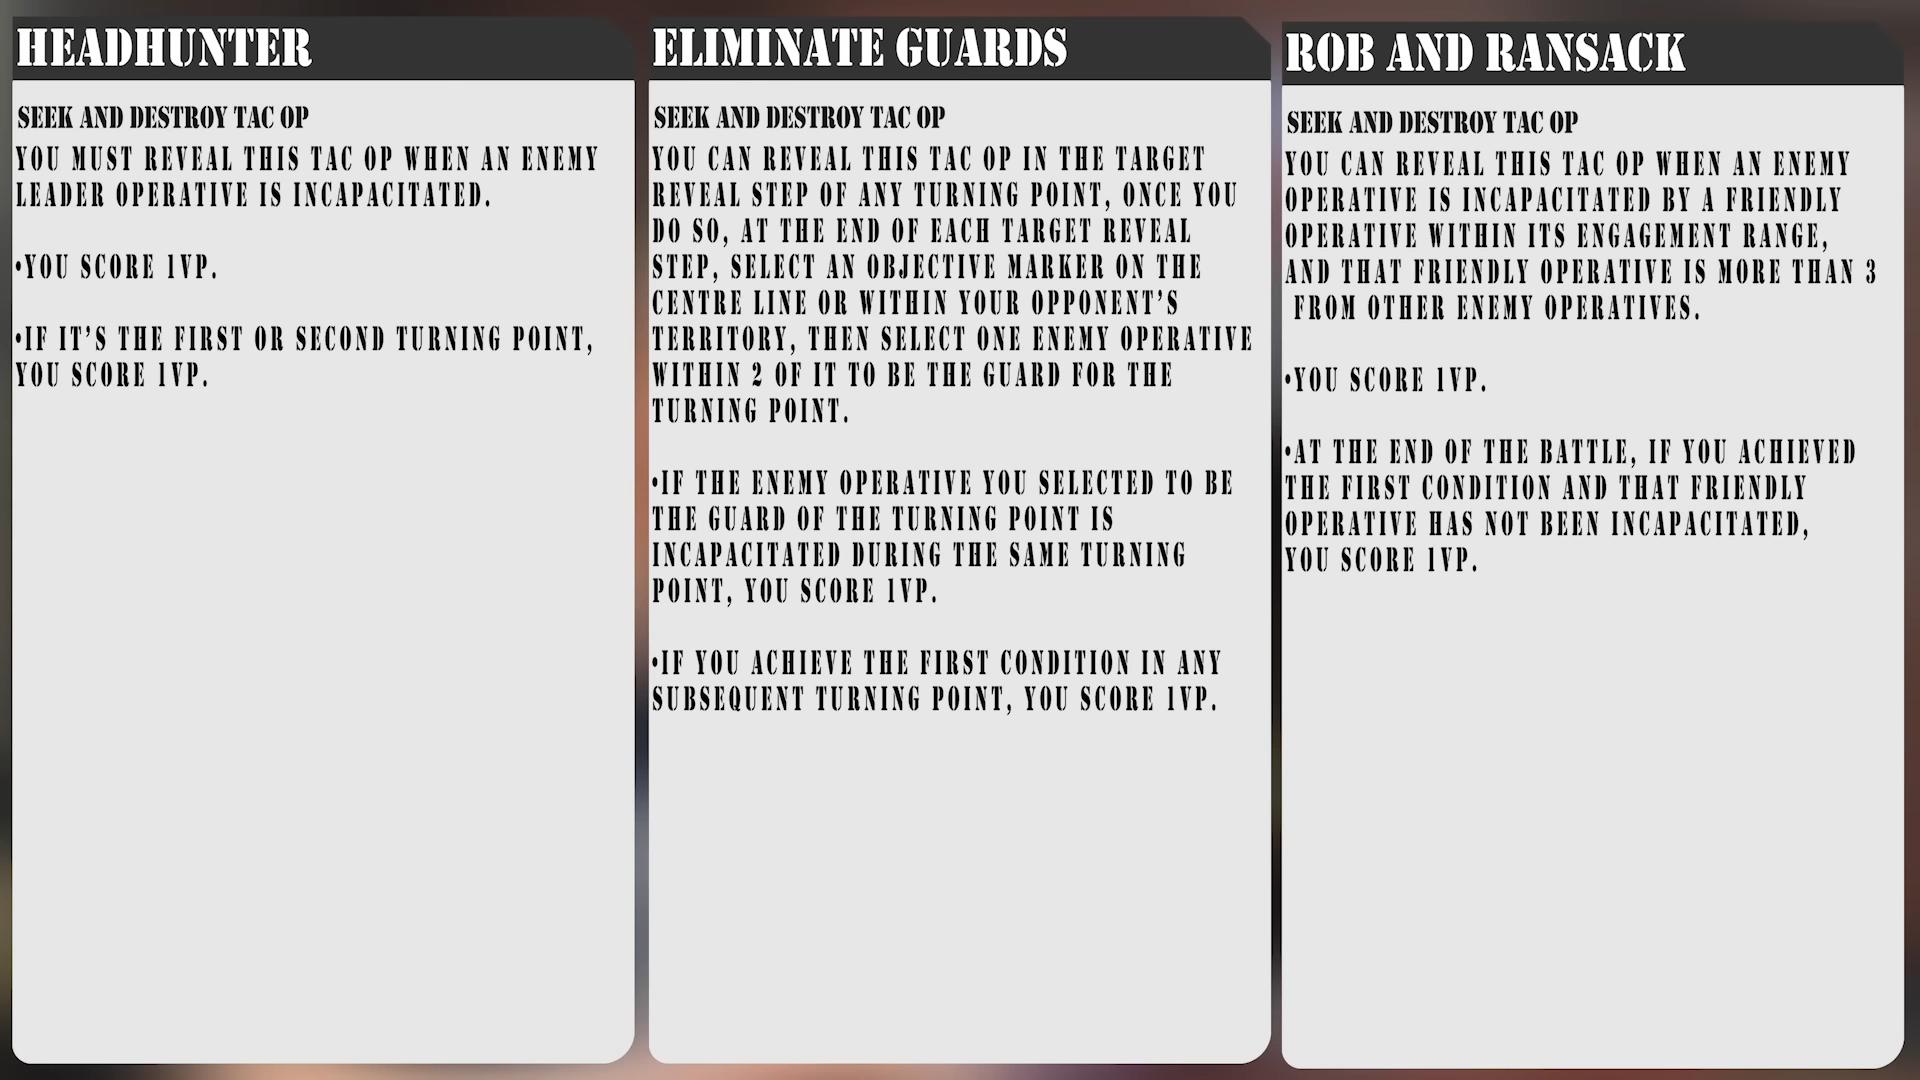 HEADHUNTER
SEEK AND DESTROY TAC OP
YOU MUST REVEAL THIS TAC OP WHEN AN ENEMY
LEADER OPERATIVE IS INCAPACITATED.
•YOU SCORE 1VP.
•IF IT'S THE FIRST OR SECOND TURNING POINT,
YOU SCORE 1VP.
ELIMINATE GUARDS
SEEK AND DESTROY TAC OP
YOU CAN REVEAL THIS TAC OP IN THE TARGET
REVEAL STEP OF ANY TURNING POINT, ONCE YOU
DO SO, AT THE END OF EACH TARGET REVEAL
STEP, SELECT AN OBJECTIVE MARKER ON THE
CENTRE LINE OR WITHIN YOUR OPPONENT'S
TERRITORY, THEN SELECT ONE ENEMY OPERATIVE
WITHIN 2 OF IT TO BE THE GUARD FOR THE
TURNING POINT.
•IF THE ENEMY OPERATIVE YOU SELECTED TO BE
THE GUARD OF THE TURNING POINT IS
INCAPACITATED DURING THE SAME TURNING
POINT, YOU SCORE 1VP.
•IF YOU ACHIEVE THE FIRST CONDITION IN ANY
SUBSEQUENT TURNING POINT, YOU SCORE 1VP.
ROB AND RANSACK
SEEK AND DESTROY TAC OP
YOU CAN REVEAL THIS TAC OP WHEN AN ENEMY
OPERATIVE IS INCAPACITATED BY A FRIENDLY
OPERATIVE WITHIN ITS ENGAGEMENT RANGE,
AND THAT FRIENDLY OPERATIVE IS MORE THAN 3
FROM OTHER ENEMY OPERATIVES.
•YOU SCORE 1VP.
•AT THE END OF THE BATTLE, IF YOU ACHIEVED
THE FIRST CONDITION AND THAT FRIENDLY
OPERATIVE HAS NOT BEEN INCAPACITATED,
YOU SCORE 1VP.